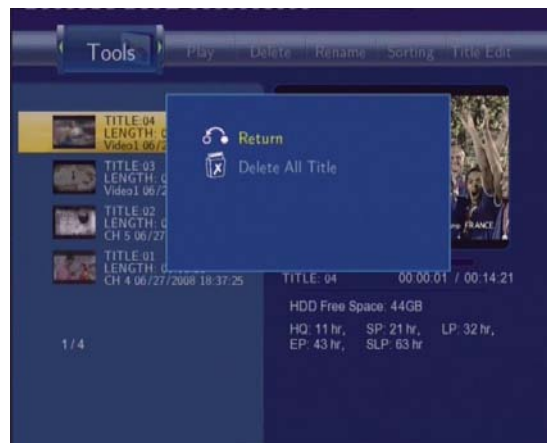 Tools Play Delete Rename Sorting Title Edit
TITLE:04
LENGTH:
Video1 06/2
TITLE:03
LENGTH:
Video1 06/2
TITLE:02
LENGTH:
CH 5 06/27
TITLE:01
LENGTH:
CH 4 06/27/2008 18:37:25
1/4
Return
Delete All Title
FRANCE
TITLE: 04 00:00:01 / 00:14:21
HDD Free Space: 44GB
HQ: 11 hr, SP: 21 hr, LP: 32 hr,
EP: 43 hr, SLP: 63 hr